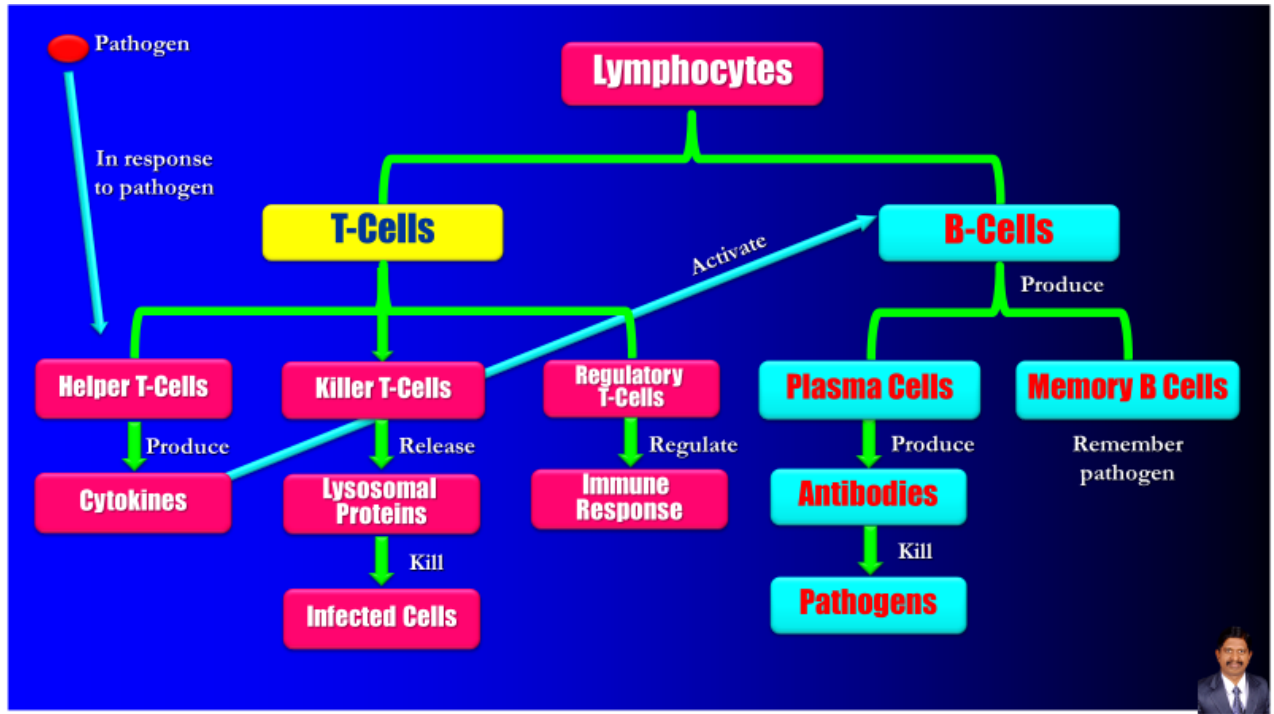 Pathogen
Lymphocytes
In response
to pathogen
T-Cells
B-Cells
Activate
Produce
Helper T-Cells
Killer T-Cells
Regulatory
T-Cells
Plasma Cells
Memory B Cells
Produce
Release
Regulate
Produce
Remember
pathogen
Cytokines
Lysosomal
Proteins
Immune
Response
Antibodies
Kill
Kill
Infected Cells
Pathogens